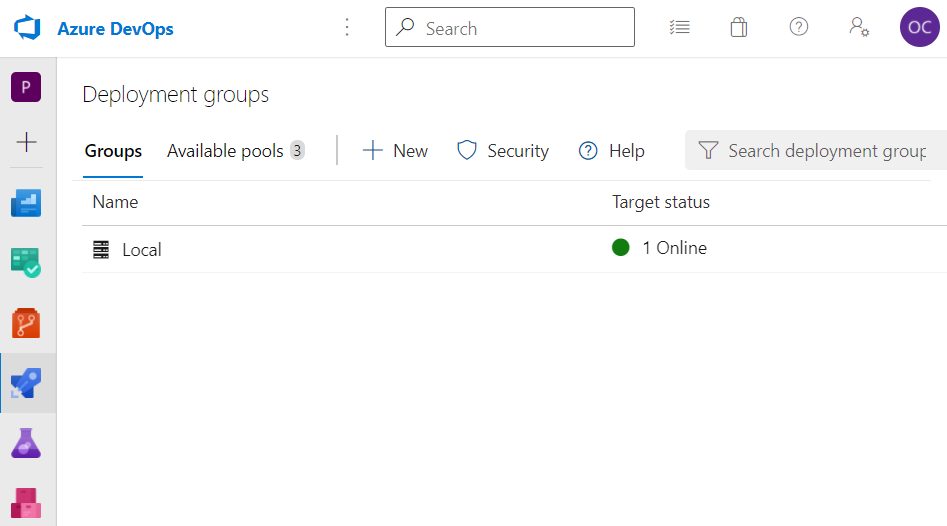 Azure DevOps
Search
OC
P
Deployment groups
Groups Available pools 3 New Security Help Search deployment group
Name Target status
Local 1 Online